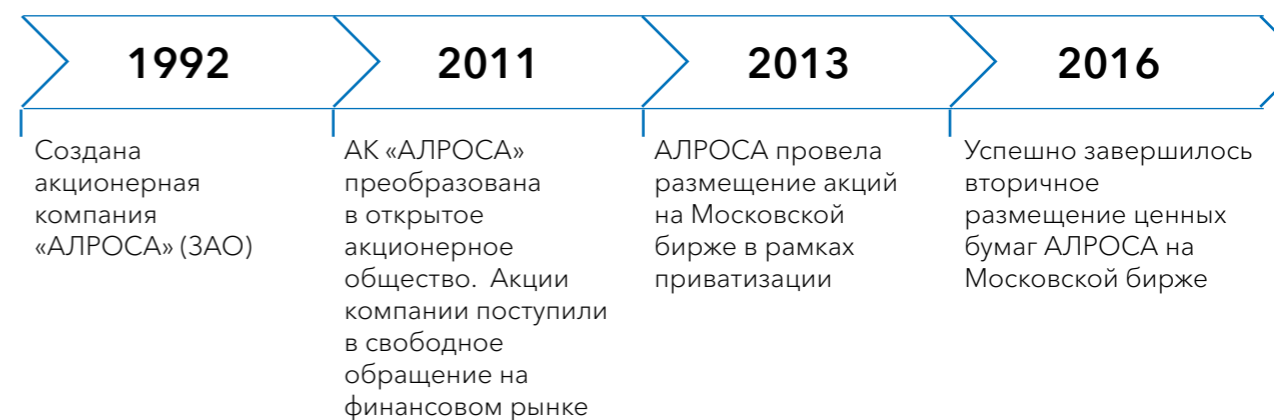 1992
Создана
акционерная
компания
«АЛРОСА» (ЗАО)
2011
АК «АЛРОСА»
преобразована
в открытое
акционерное
общество.  Акции
компании поступили
в свободное
обращение на
финансовом рынке
2013
АЛРОСА провела
размещение акций
на Московской
бирже в рамках
приватизации
2016
Успешно завершилось
вторичное
размещение ценных
бумаг АЛРОСА на
Московской бирже